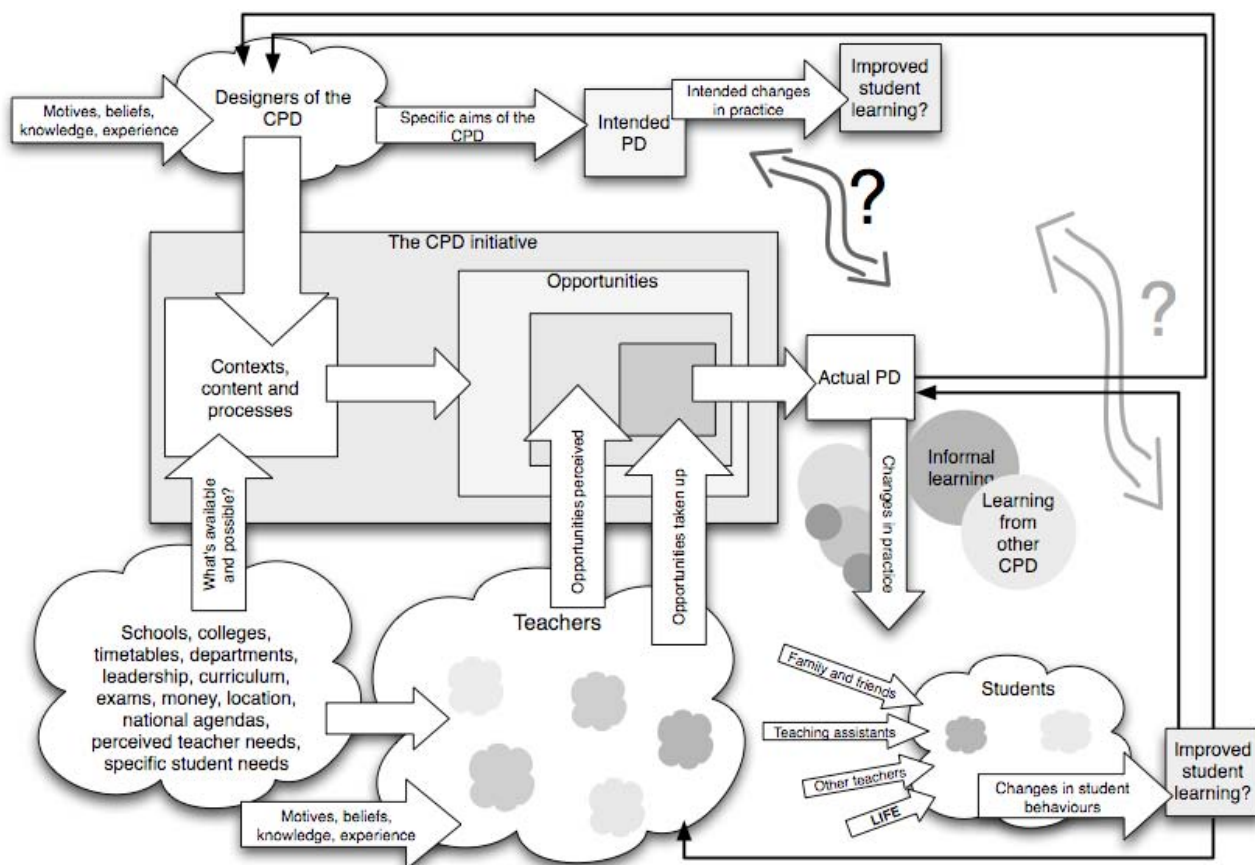 Motives, beliefs,
knowledge, experience
Designers of the
CPD
Specific aims of the
CPD
Intended
PD
Intended changes
in practice
Improved
student
learning?
?
?
The CPD initiative
Opportunities
Contexts,
content and
processes
What's available
and possible?
Opportunities perceived
Opportunities taken up
Actual PD
Changes in practice
Informal
learning
Learning
from
other
CPD
Schools, colleges,
timetables, departments,
leadership, curriculum,
exams, money, location,
national agendas,
perceived teacher needs,
specific student needs
Motives, beliefs,
knowledge, experience
Teachers
Family and friends
Teaching assistants
Other teachers
LIFE
Students
Changes in student
behaviours
Improved
student
learning?